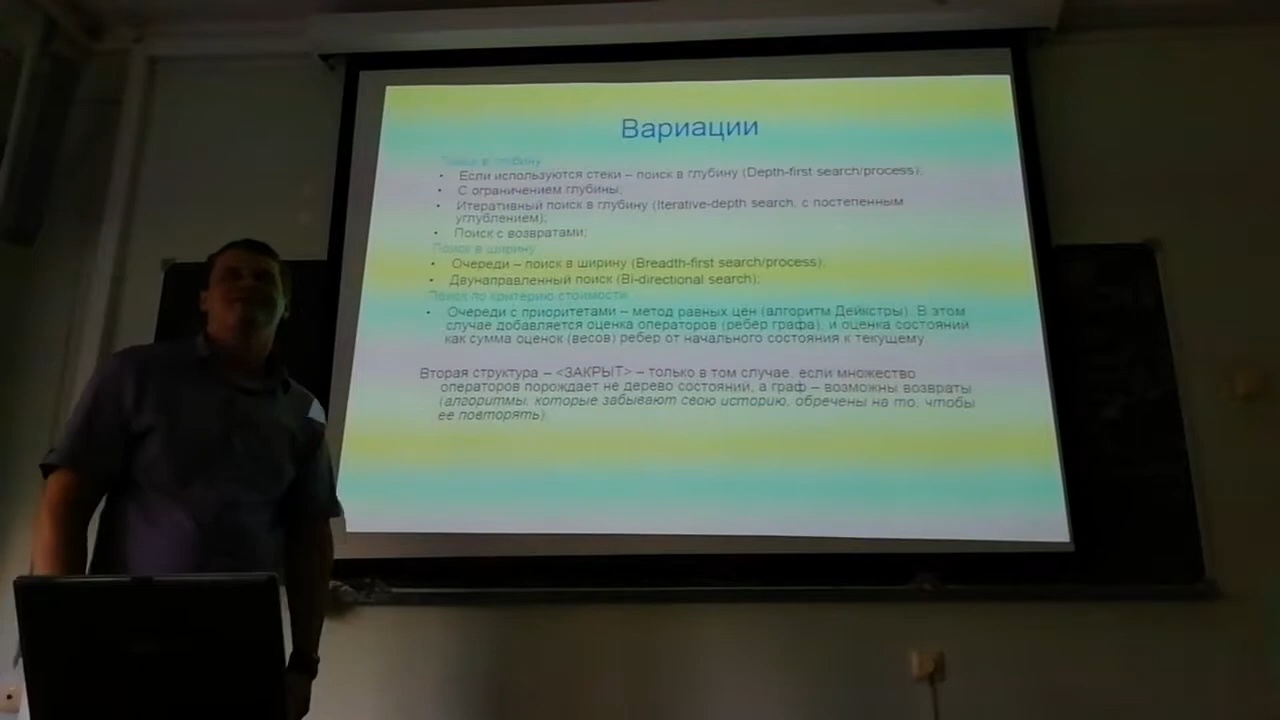 Вариации
Поиск в глубину
• Если используются стеки – поиск в глубину (Depth-first search/process);
• С ограничением глубины;
• Итеративный поиск в глубину (Iterative-depth search, с постепенным
углублением);
• Поиск с возвратами;
Поиск в ширину
• Очереди – поиск в ширину (Breadth-first search/process);
• Двунаправленный поиск (Bi-directional search);
Поиск по критерию стоимости
• Очереди с приоритетами – метод равных цен (алгоритм Дейкстры). В этом
случае добавляется оценка операторов (ребер графа), и оценка состояний
как сумма оценок (весов) ребер от начального состояния к текущему.
Вторая структура – <ЗАКРЫТ> – только в том случае, если множество
операторов порождает не дерево состояний, а граф – возможны возвраты
(алгоритмы, которые забывают свою историю, обречены на то, чтобы
ее повторять).